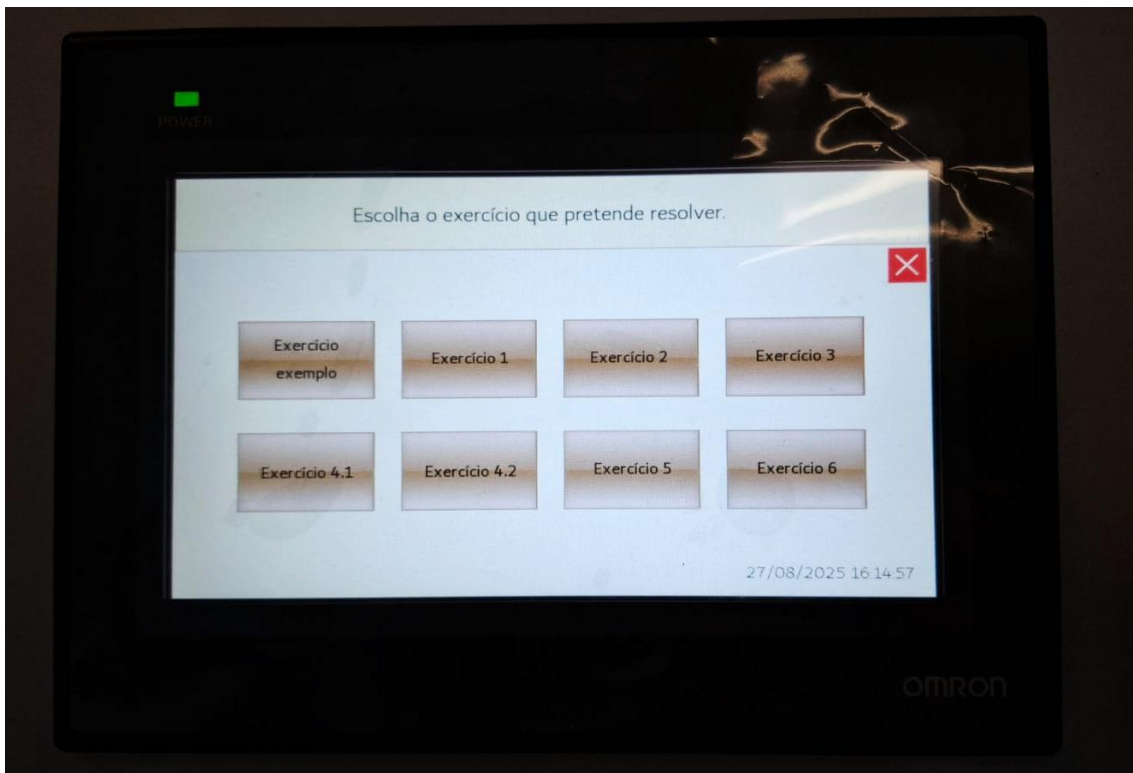 POWER
Escolha o exercício que pretende resolver.
Exercício
exemplo
Exercício 1
Exercício 2
Exercício 3
Exercício 4.1
Exercício 4.2
Exercício 5
Exercício 6
27/08/2025 16:14:57
OMRON